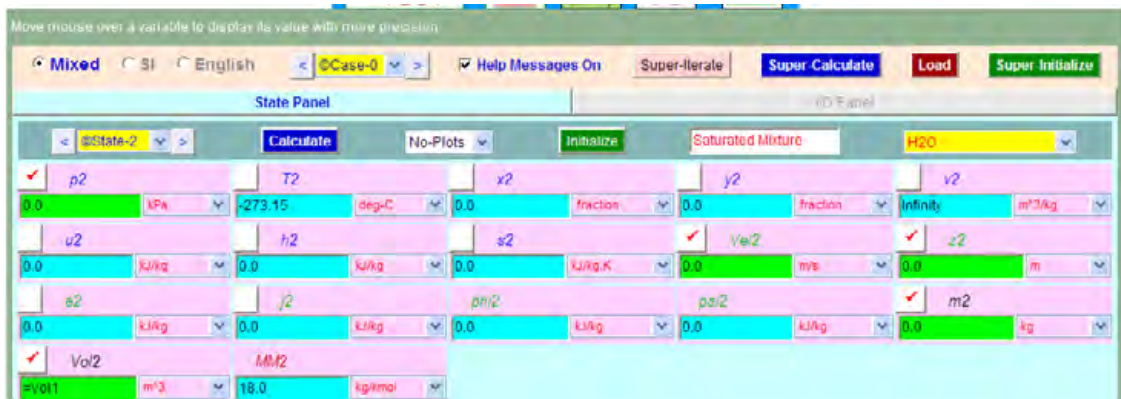 Move mouse over a variable to display its value with more precision.
Mixed SI English < ©Case-0 > Help Messages On Super-Iterate Super-Calculate Load Super-Initialize
State Panel I/O Panel
< ©State-2 > Calculate No-Plots Initialize Saturated Mixture H2O
p2 T2 x2 y2 v2
0.0 kPa -273.15 deg-C 0.0 fraction 0.0 fraction Infinity m^3/kg
u2 h2 s2 Vel2 z2
0.0 kJ/kg 0.0 kJ/kg 0.0 kJ/kg.K 0.0 m/s 0.0 m
e2 j2 phi2 psi2 m2
0.0 kJ/kg 0.0 kJ/kg 0.0 kJ/kg 0.0 kJ/kg 0.0 kg
Vol2 MM2
=Vol1 m^3 18.0 kg/kmol